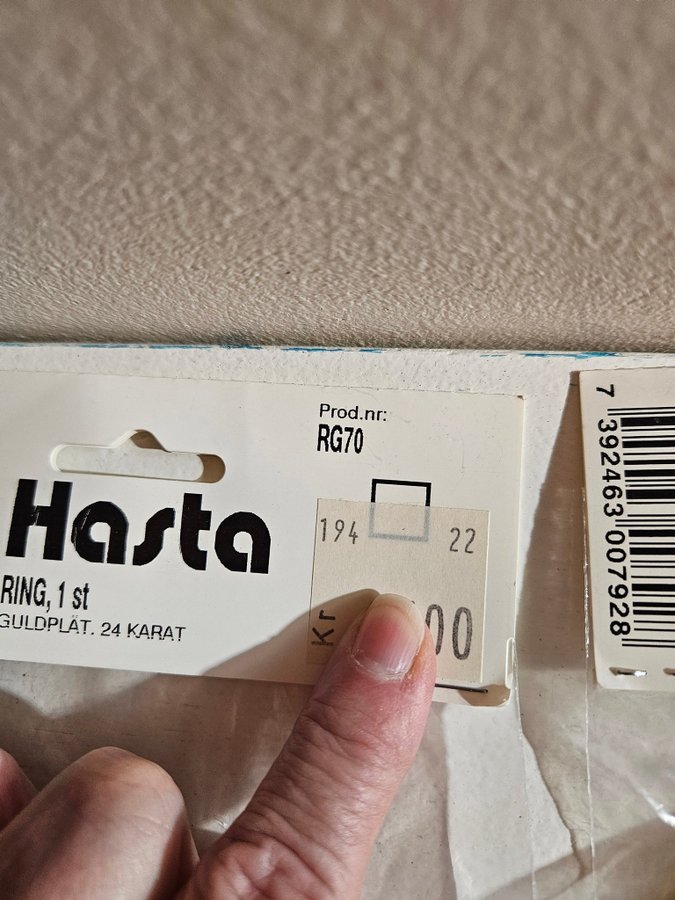 Prod.nr:
RG70
Hasta
RING, 1 st
GULDPLÄT. 24 KARAT
194 22
Kr 00
7 392463 007928